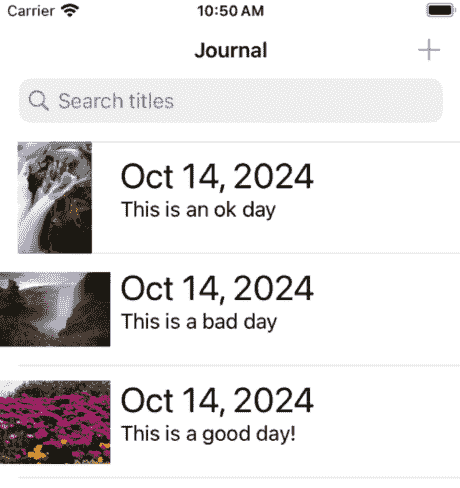 Carrier 10:50 AM
Journal +
Search titles
Oct 14, 2024
This is an ok day
Oct 14, 2024
This is a bad day
Oct 14, 2024
This is a good day!